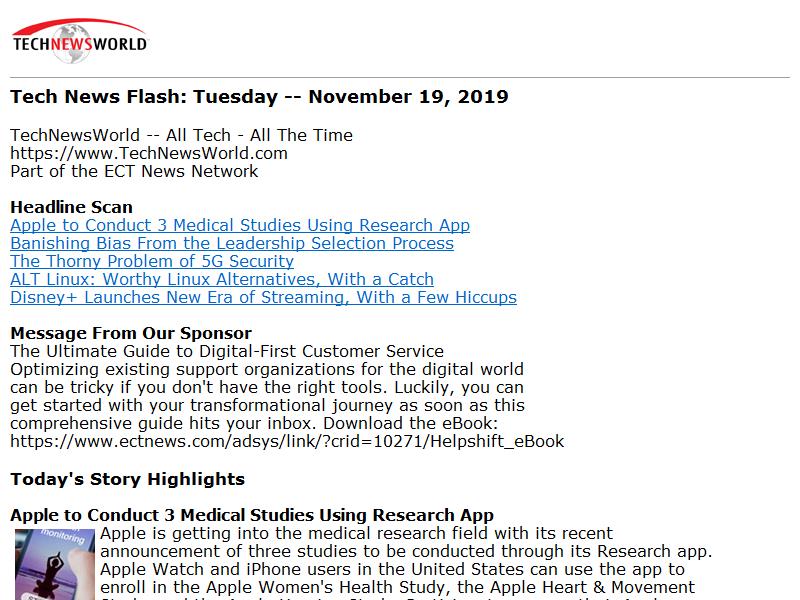 TECHNEWSWORLD
Tech News Flash: Tuesday -- November 19, 2019
TechNewsWorld -- All Tech - All The Time
https://www.TechNewsWorld.com
Part of the ECT News Network
Headline Scan
Apple to Conduct 3 Medical Studies Using Research App
Banishing Bias From the Leadership Selection Process
The Thorny Problem of 5G Security
ALT Linux: Worthy Linux Alternatives, With a Catch
Disney+ Launches New Era of Streaming, With a Few Hiccups
Message From Our Sponsor
The Ultimate Guide to Digital-First Customer Service
Optimizing existing support organizations for the digital world
can be tricky if you don't have the right tools. Luckily, you can
get started with your transformational journey as soon as this
comprehensive guide hits your inbox. Download the eBook:
https://www.ectnews.com/adsys/link/?crid=10271/Helpshift_eBook
Today's Story Highlights
Apple to Conduct 3 Medical Studies Using Research App
monitoring
Apple is getting into the medical research field with its recent
announcement of three studies to be conducted through its Research app.
Apple Watch and iPhone users in the United States can use the app to
enroll in the Apple Women's Health Study, the Apple Heart & Movement